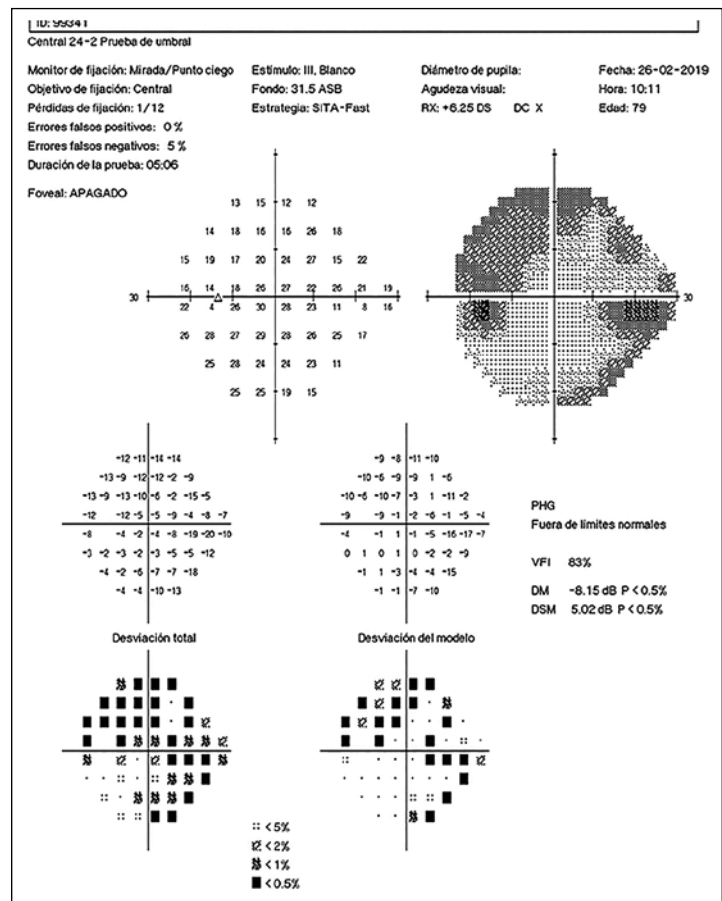 ID: 99341
Central 24-2 Prueba de umbral
Monitor de fijación: Mirada/Punto ciego Estímulo: III, Blanco Diámetro de pupila: Fecha: 26-02-2019
Objetivo de fijación: Central Fondo: 31.5 ASB Agudeza visual: Hora: 10:11
Pérdidas de fijación: 1/12 Estrategia: SITA-Fast RX: +6.25 DS DC X Edad: 79
Errores falsos positivos: 0 %
Errores falsos negativos: 5 %
Duración de la prueba: 05:06
Foveal: APAGADO
13 15 12 12
14 18 16 16 26 18
15 19 17 20 24 27 15 22
16 14 18 26 27 22 26 21 19
30 30
22 4 26 30 28 23 11 8 16
26 28 27 29 28 26 25 17
25 28 24 24 23 11
25 25 19 15
-12 -11 -14 -14 -9 -8 -11 -10
-13 -9 -12 -12 -2 -9 -10 -6 -9 -9 1 -6
-13 -9 -13 -10 -6 -2 -15 -5 -10 -6 -10 -7 -3 1 -11 -2
-12 -12 -5 -5 -9 -4 -8 -7 -9 -9 -1 -2 -6 -1 -5 -4
-8 -4 -2 -4 -8 -19 -20 -10 -4 -1 1 -1 -5 -16 -17 -7
-3 -2 -3 -2 -3 -5 -5 -12 0 1 0 1 0 -2 -2 -9
-4 -2 -6 -7 -7 -18 -1 1 -3 -4 -4 -15
-4 -4 -10 -13 -1 -1 -7 -10
PHG
Fuera de límites normales
VFI 83%
DM -8.15 dB P < 0.5%
DSM 5.02 dB P < 0.5%
Desviación total Desviación del modelo
< 5%
< 2%
< 1%
< 0.5%